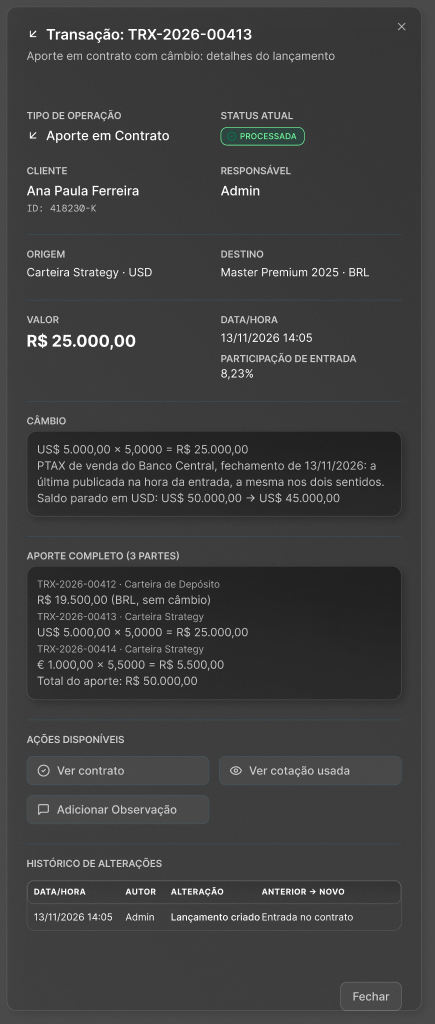 Transação: TRX-2026-00413
Aporte em contrato com câmbio: detalhes do lançamento
TIPO DE OPERAÇÃO
Aporte em Contrato
STATUS ATUAL
PROCESSADA
CLIENTE
Ana Paula Ferreira
ID: 418230-K
RESPONSÁVEL
Admin
ORIGEM
Carteira Strategy · USD
DESTINO
Master Premium 2025 · BRL
VALOR
R$ 25.000,00
DATA/HORA
13/11/2026 14:05
PARTICIPAÇÃO DE ENTRADA
8,23%
CÂMBIO
US$ 5.000,00 × 5,0000 = R$ 25.000,00
PTAX de venda do Banco Central, fechamento de 13/11/2026: a
última publicada na hora da entrada, a mesma nos dois sentidos.
Saldo parado em USD: US$ 50.000,00 → US$ 45.000,00
APORTE COMPLETO (3 PARTES)
TRX-2026-00412 · Carteira de Depósito
R$ 19.500,00 (BRL, sem câmbio)
TRX-2026-00413 · Carteira Strategy
US$ 5.000,00 × 5,0000 = R$ 25.000,00
TRX-2026-00414 · Carteira Strategy
€ 1.000,00 × 5,5000 = R$ 5.500,00
Total do aporte: R$ 50.000,00
AÇÕES DISPONÍVEIS
Ver contrato
Ver cotação usada
Adicionar Observação
HISTÓRICO DE ALTERAÇÕES
DATA/HORA AUTOR ALTERAÇÃO ANTERIOR → NOVO
13/11/2026 14:05 Admin Lançamento criado Entrada no contrato
Fechar